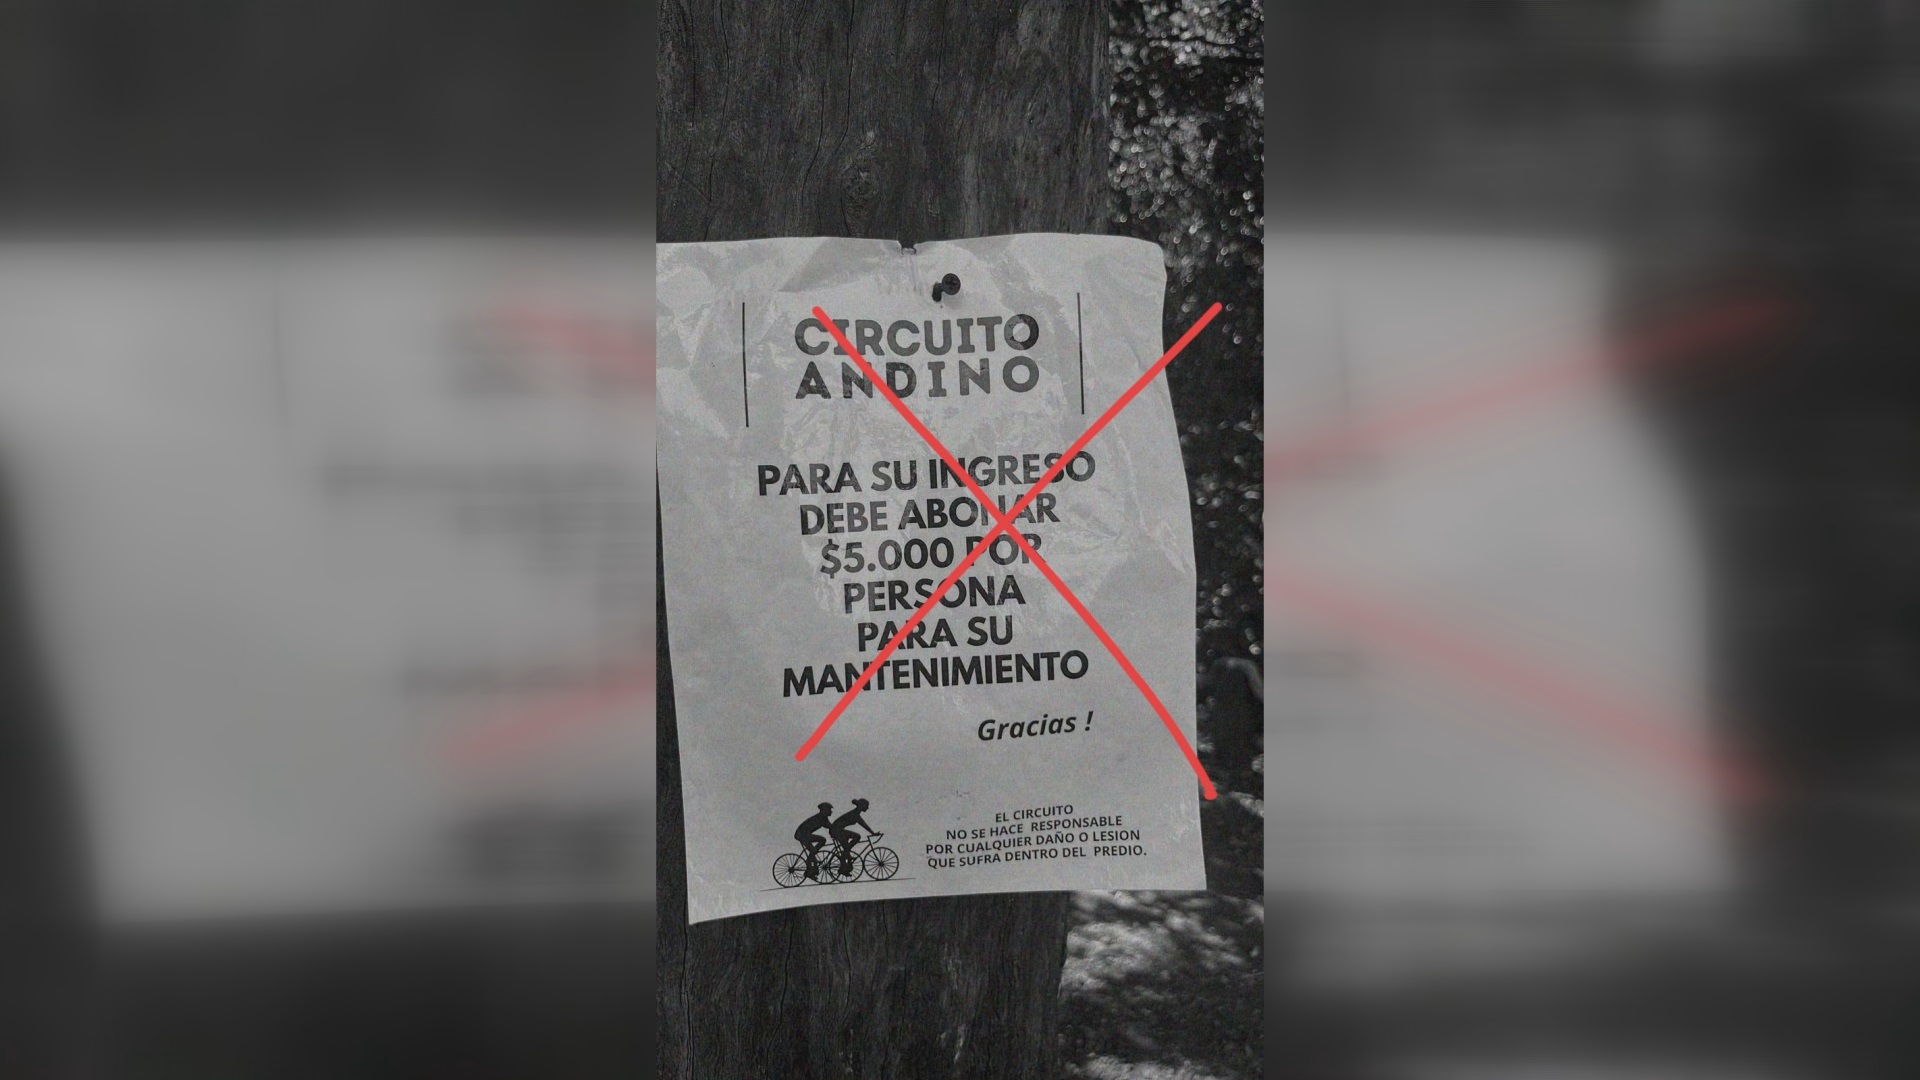 CIRCUITO
ANDINO
PARA SU INGRESO
DEBE ABONAR
$5.000 POR
PERSONA
PARA SU
MANTENIMIENTO
Gracias !
EL CIRCUITO
NO SE HACE RESPONSABLE
POR CUALQUIER DAÑO O LESION
QUE SUFRA DENTRO DEL PREDIO.